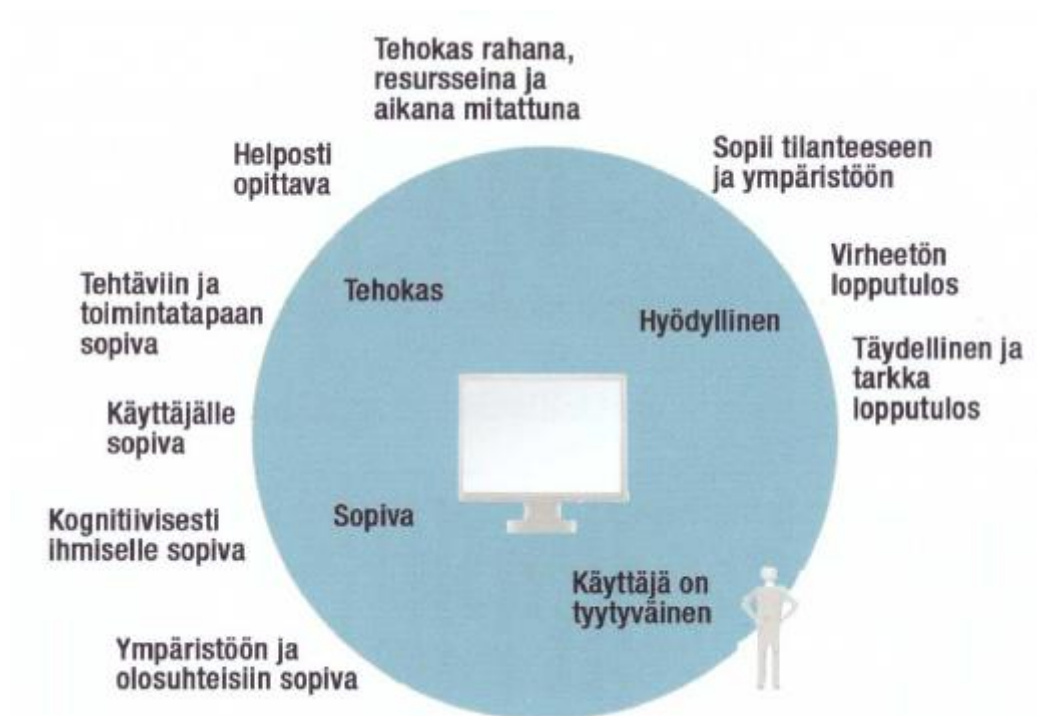 Tehokas rahana,
resursseina ja
aikana mitattuna
Helposti
opittava
Sopii tilanteeseen
ja ympäristöön
Virheetön
lopputulos
Tehtäviin ja
toimintatapaan
sopiva
Tehokas
Hyödyllinen
Täydellinen ja
tarkka
lopputulos
Käyttäjälle
sopiva
Kognitiivisesti
ihmiselle sopiva
Sopiva
Käyttäjä on
tyytyväinen
Ympäristöön ja
olosuhteisiin sopiva